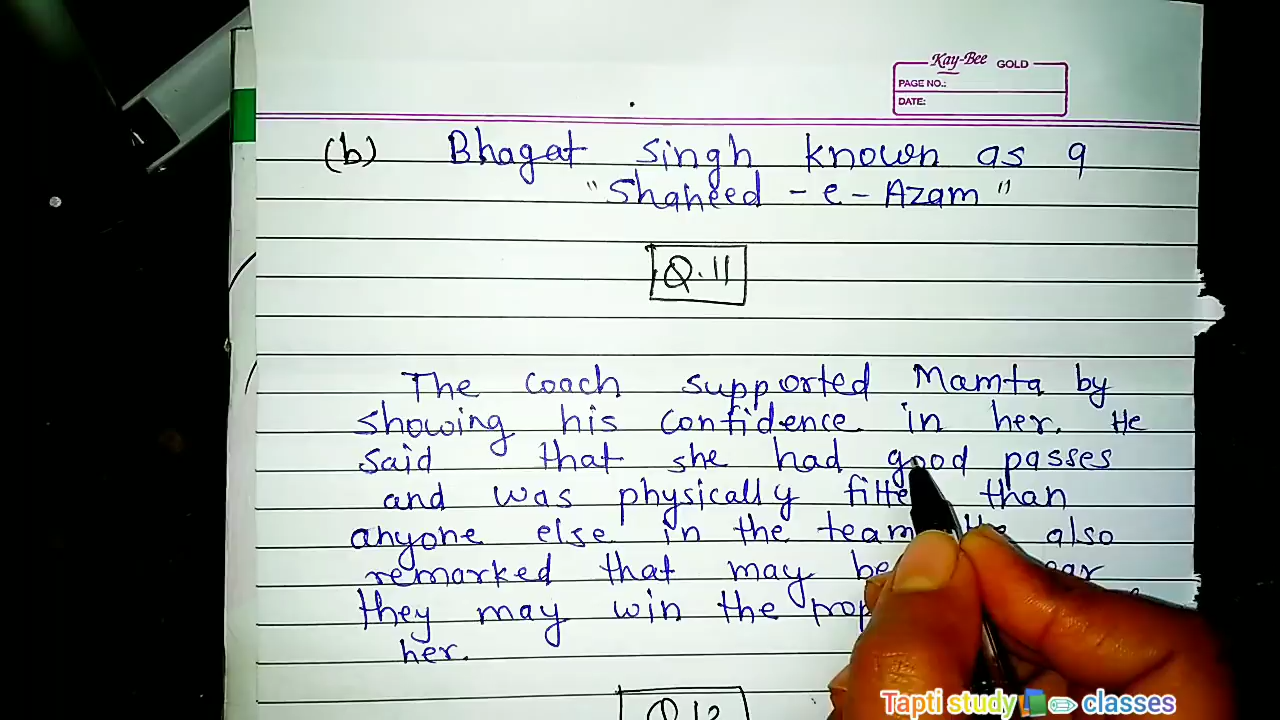 Kay-Bee GOLD
PAGE NO.:
DATE:
(b) Bhagat singh known as a
"Shaheed - e - Azam"
Q.11
The coach supported Mamta by
showing his confidence in her. He
said that she had good passes
and was physically fitte than
anyone else in the team also
remarked that may be
they may win the
her.
Q.12
Tapti study classes